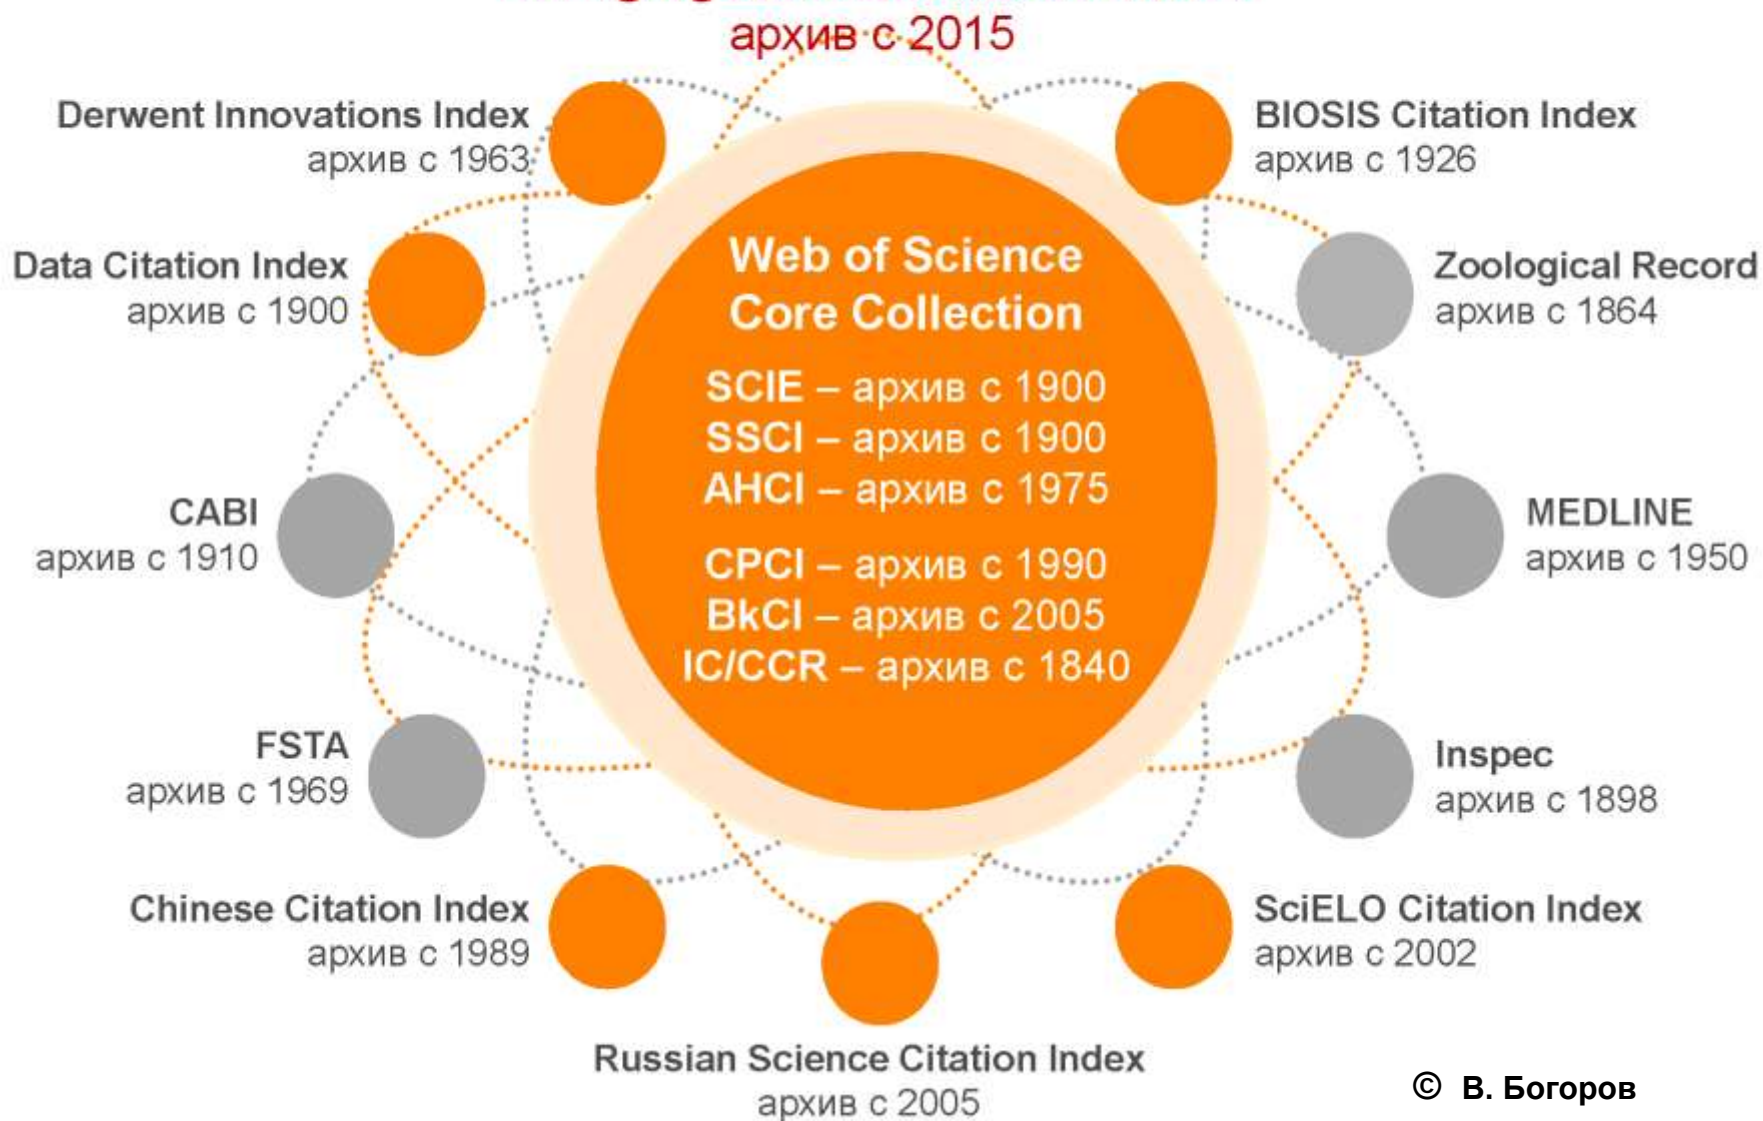 архив с 2015
Derwent Innovations Index
архив с 1963
BIOSIS Citation Index
архив с 1926
Data Citation Index
архив с 1900
Zoological Record
архив с 1864
Web of Science
Core Collection
SCIE – архив с 1900
SSCI – архив с 1900
AHCI – архив с 1975
CPCI – архив с 1990
BkCI – архив с 2005
IC/CCR – архив с 1840
CABI
архив с 1910
MEDLINE
архив с 1950
FSTA
архив с 1969
Inspec
архив с 1898
Chinese Citation Index
архив с 1989
SciELO Citation Index
архив с 2002
Russian Science Citation Index
архив с 2005
© В. Богоров